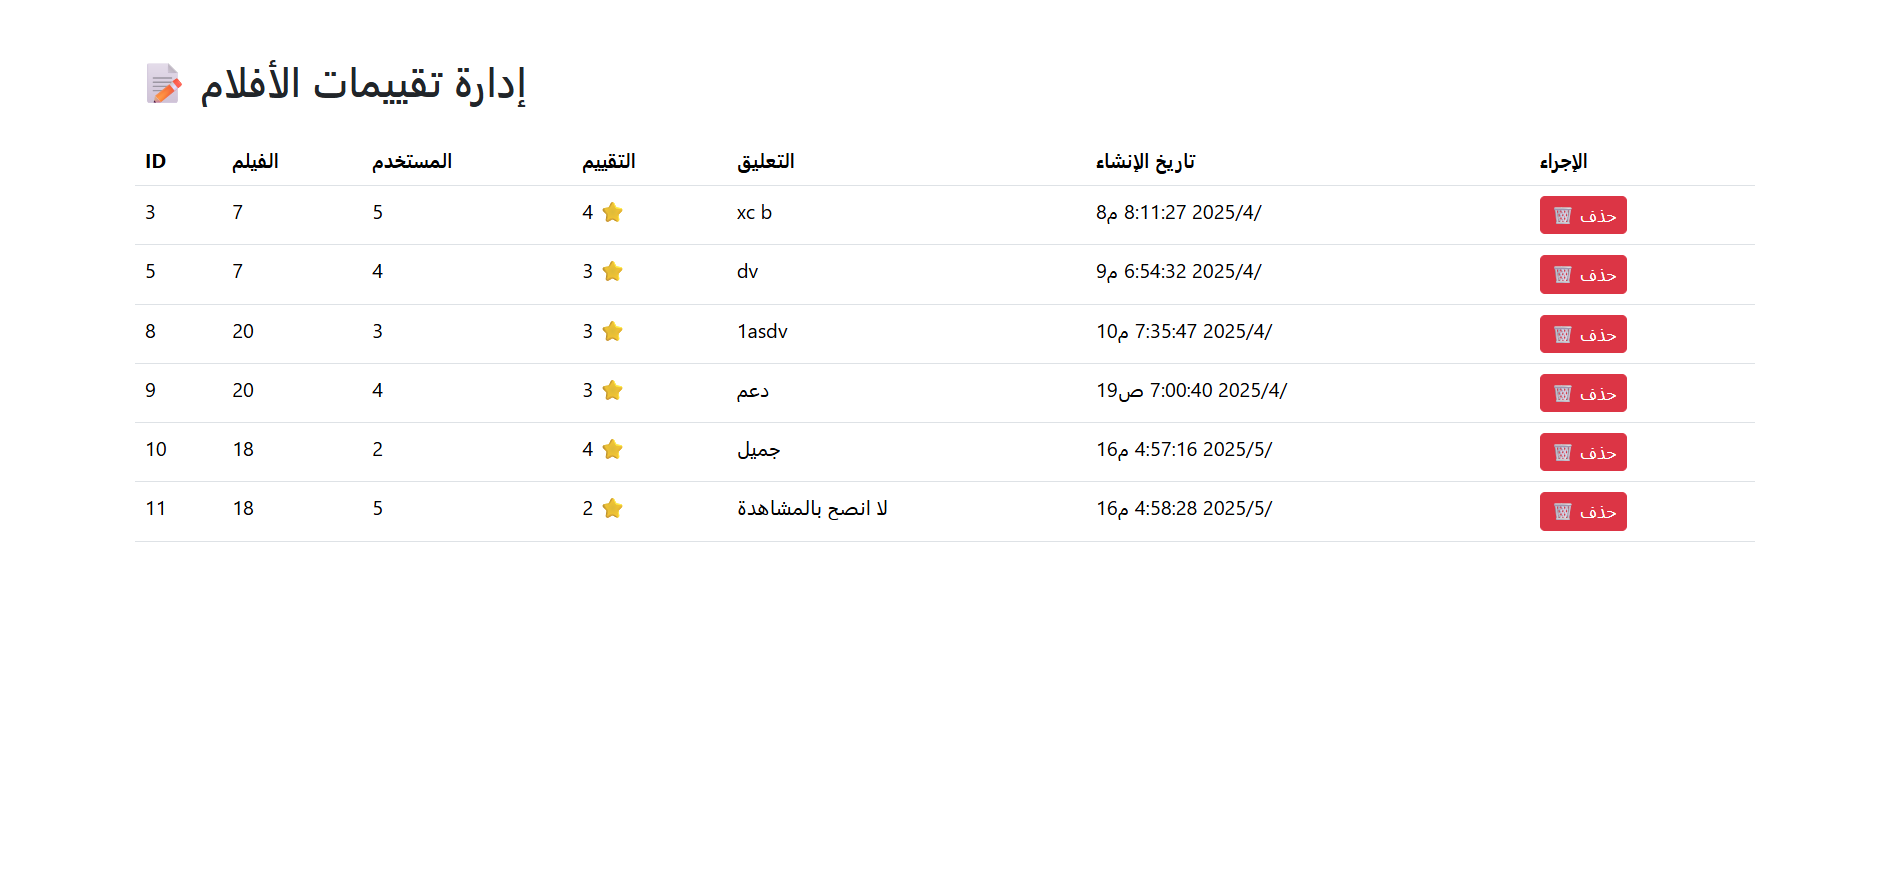 📝 إدارة تقييمات الأفلام
ID الفيلم المستخدم التقييم التعليق تاريخ الإنشاء الإجراء
3 7 5 4 ⭐ xc b 8م 8:11:27 2025/4/ 🗑️ حذف
5 7 4 3 ⭐ dv 9م 6:54:32 2025/4/ 🗑️ حذف
8 20 3 3 ⭐ 1asdv 10م 7:35:47 2025/4/ 🗑️ حذف
9 20 4 3 ⭐ دعم 19ص 7:00:40 2025/4/ 🗑️ حذف
10 18 2 4 ⭐ جميل 16م 4:57:16 2025/5/ 🗑️ حذف
11 18 5 2 ⭐ لا انصح بالمشاهدة 16م 4:58:28 2025/5/ 🗑️ حذف